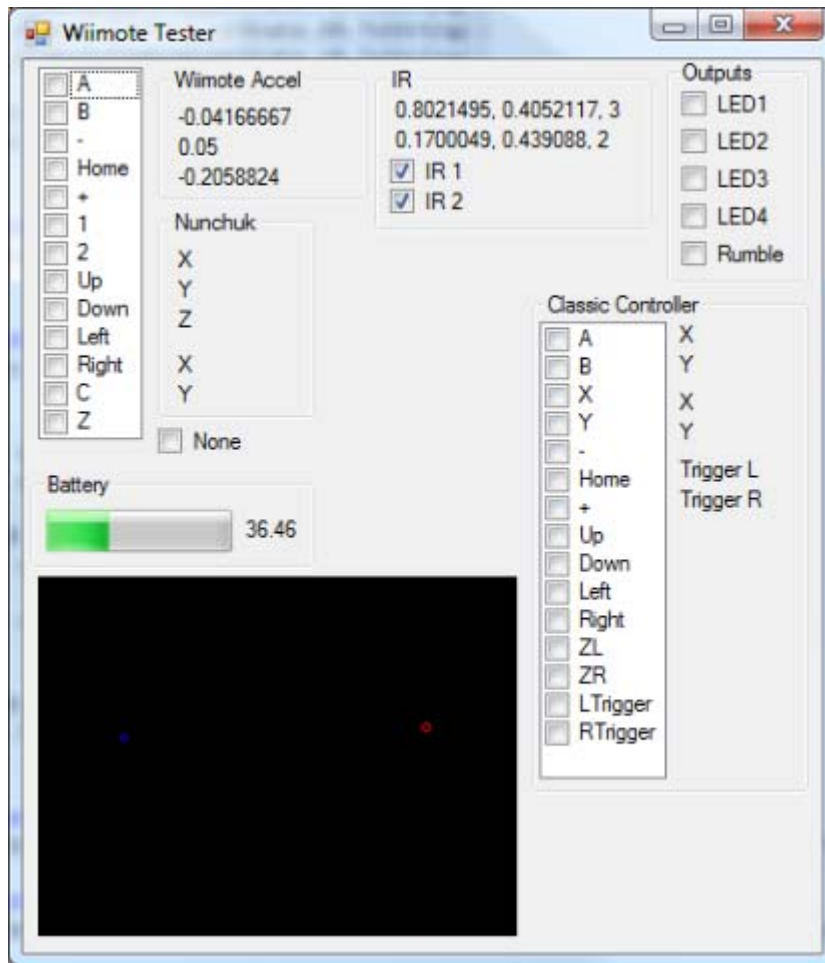 Wiimote Tester
A
B
-
Home
+
1
2
Up
Down
Left
Right
C
Z
Wiimote Accel
-0.04166667
0.05
-0.2058824
IR
0.8021495, 0.4052117, 3
0.1700049, 0.439088, 2
IR 1
IR 2
Outputs
LED1
LED2
LED3
LED4
Rumble
Nunchuk
X
Y
Z
X
Y
None
Battery
36.46
Classic Controller
A
B
X
Y
-
Home
+
Up
Down
Left
Right
ZL
ZR
LTrigger
RTrigger
X
Y
X
Y
Trigger L
Trigger R